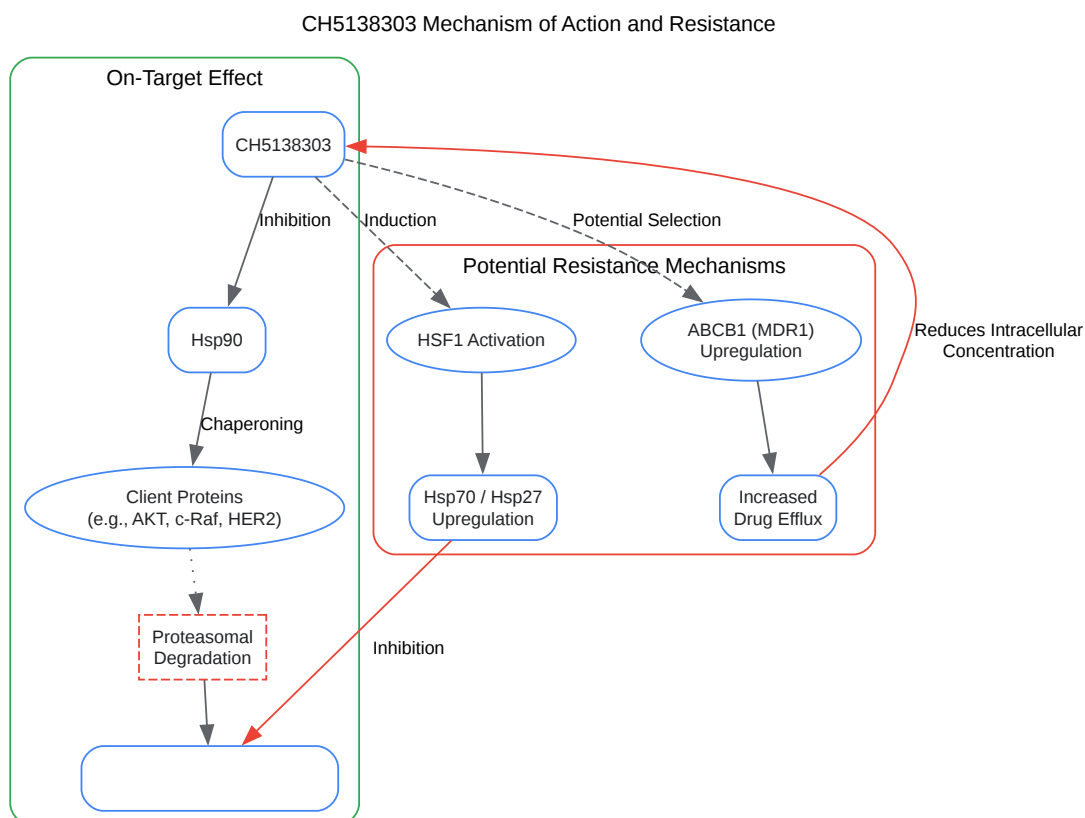 CH5138303 Mechanism of Action and Resistance
On-Target Effect
CH5138303
Inhibition
Induction
Potential Selection
Potential Resistance Mechanisms
Hsp90
HSF1 Activation
ABCB1 (MDR1)
Upregulation
Reduces Intracellular
Concentration
Chaperoning
Client Proteins
(e.g., AKT, c-Raf, HER2)
Hsp70 / Hsp27
Upregulation
Increased
Drug Efflux
Proteasomal
Degradation
Inhibition